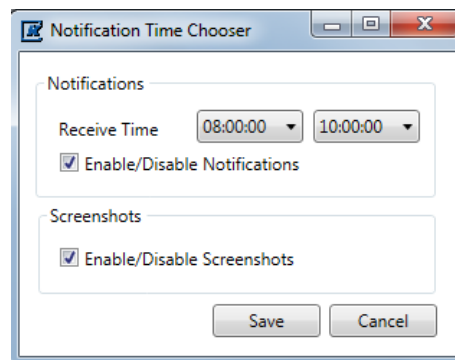 Notification Time Chooser
Notifications
Receive Time 08:00:00 10:00:00
Enable/Disable Notifications
Screenshots
Enable/Disable Screenshots
Save Cancel